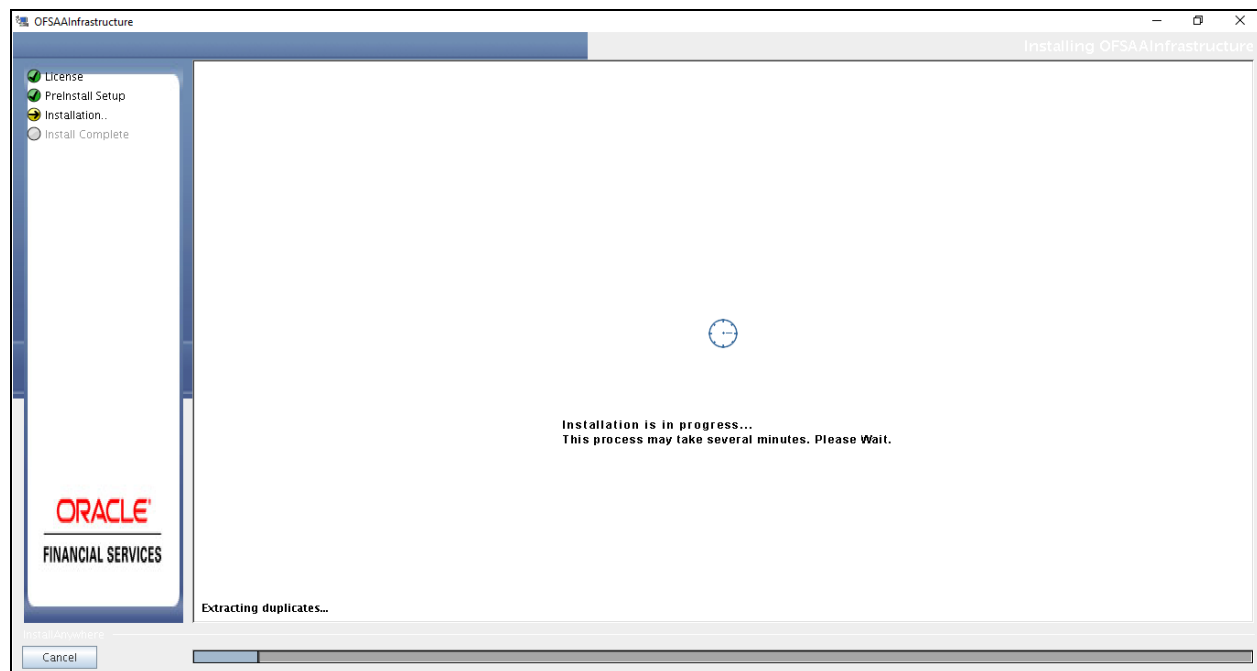 OFSAAInfrastructure
Installing OFSAAInfrastructure
License
PreInstall Setup
Installation..
Install Complete
Installation is in progress...
This process may take several minutes. Please Wait.
ORACLE®
FINANCIAL SERVICES
Extracting duplicates...
InstallAnywhere
Cancel